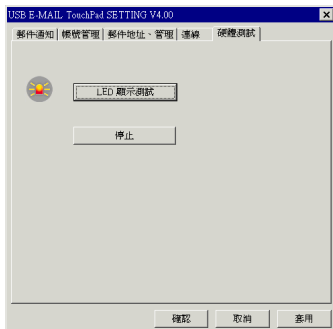 USB E-MAIL TouchPad SETTING V4.00
郵件通知 帳號管理 郵件地址、管理 連線 硬體測試
LED 顯示測試
停止
確認 取消 套用